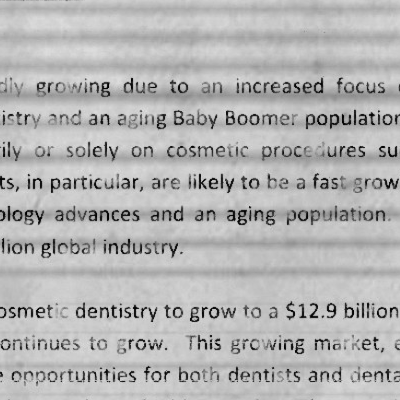 dly growing due to an increased focus
istry and an aging Baby Boomer population
ily or solely on cosmetic procedures su
ts, in particular, are likely to be a fast grow
ology advances and an aging population.
lion global industry.
osmetic dentistry to grow to a $12.9 billion
ontinues to grow. This growing market, e
e opportunities for both dentists and denta